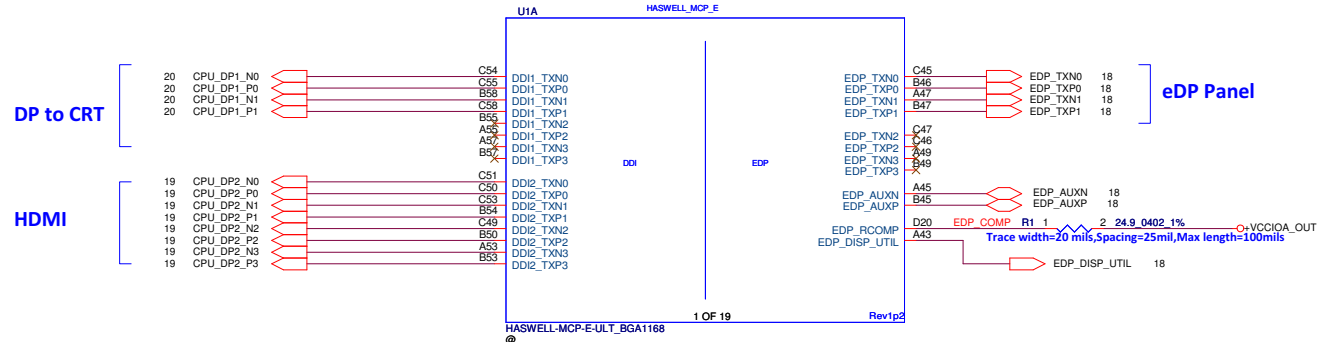 U1A
HASWELL_MCP_E
DP to CRT
20 CPU_DP1_N0 C54 DDI1_TXN0
20 CPU_DP1_P0 C55 DDI1_TXP0
20 CPU_DP1_N1 B58 DDI1_TXN1
20 CPU_DP1_P1 C58 DDI1_TXP1
B55 DDI1_TXN2
A55 DDI1_TXP2
A57 DDI1_TXN3
B57 DDI1_TXP3
HDMI
19 CPU_DP2_N0 C51 DDI2_TXN0
19 CPU_DP2_P0 C50 DDI2_TXP0
19 CPU_DP2_N1 C53 DDI2_TXN1
19 CPU_DP2_P1 B54 DDI2_TXP1
19 CPU_DP2_N2 C49 DDI2_TXN2
19 CPU_DP2_P2 B50 DDI2_TXP2
19 CPU_DP2_N3 A53 DDI2_TXN3
19 CPU_DP2_P3 B53 DDI2_TXP3
DDI
EDP
EDP_TXN0 C45 EDP_TXN0 18
EDP_TXP0 B46 EDP_TXP0 18
EDP_TXN1 A47 EDP_TXN1 18
EDP_TXP1 B47 EDP_TXP1 18
eDP Panel
EDP_TXN2 C47
EDP_TXP2 C46
EDP_TXN3 A49
EDP_TXP3 B49
EDP_AUXN A45 EDP_AUXN 18
EDP_AUXP B45 EDP_AUXP 18
EDP_RCOMP D20 EDP_COMP R1 1 2 24.9_0402_1% +VCCIOA_OUT
Trace width=20 mils,Spacing=25mil,Max length=100mils
EDP_DISP_UTIL A43 EDP_DISP_UTIL 18
1 OF 19
Rev1p2
HASWELL-MCP-E-ULT_BGA1168
@